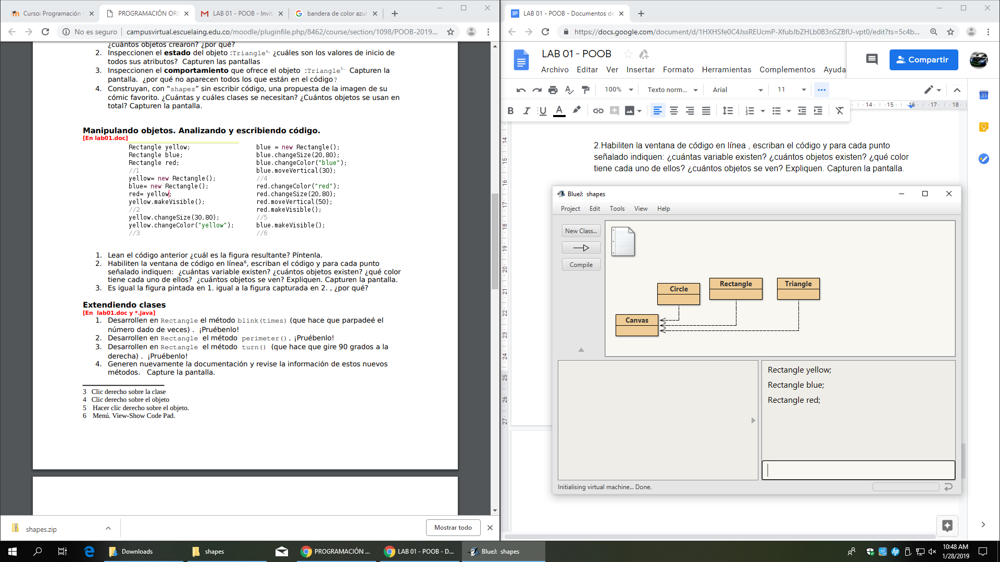 Curso: Programación
PROGRAMACIÓN ORI
LAB 01 - POOB - Invit
bandera de color azul
No es seguro
campusvirtual.escuelaing.edu.co/moodle/pluginfile.php/8462/course/section/1098/POOB-2019...
¿cuántos objetos crearon? ¿por qué?
2. Inspeccionen el estado del objeto :Triangle4, ¿cuáles son los valores de inicio de
todos sus atributos? Capturen las pantallas
3. Inspeccionen el comportamiento que ofrece el objeto :Triangle5. Capturen la
pantalla. ¿por qué no aparecen todos los que están en el código?
4. Construyan, con “shapes” sin escribir código, una propuesta de la imagen de su
cómic favorito. ¿Cuántas y cuáles clases se necesitan? ¿Cuántos objetos se usan en
total? Capturen la pantalla.
Manipulando objetos. Analizando y escribiendo código.
[En lab01.doc]
Rectangle yellow;
Rectangle blue;
Rectangle red;
//1
yellow= new Rectangle();
blue= new Rectangle();
red= yellow;
yellow.makeVisible();
//2
yellow.changeSize(30,80);
yellow.changeColor("yellow");
//3
blue = new Rectangle();
blue.changeSize(20,80);
blue.changeColor("blue");
blue.moveVertical(30);
//4
red.changeColor("red");
red.changeSize(20,80);
red.moveVertical(50);
red.makeVisible();
//5
blue.makeVisible();
//6
1. Lean el código anterior ¿cuál es la figura resultante? Píntenla.
2. Habiliten la ventana de código en línea6, escriban el código y para cada punto
señalado indiquen: ¿cuántas variable existen? ¿cuántos objetos existen? ¿qué color
tiene cada uno de ellos? ¿cuántos objetos se ven? Expliquen. Capturen la pantalla.
3. Es igual la figura pintada en 1. igual a la figura capturada en 2. , ¿por qué?
Extendiendo clases
[En lab01.doc y *.java]
1. Desarrollen en Rectangle el método blink(times) (que hace que parpadeé el
número dado de veces) . ¡Pruébenlo!
2. Desarrollen en Rectangle el método perimeter(). ¡Pruébenlo!
3. Desarrollen en Rectangle el método turn() (que hace que gire 90 grados a la
derecha) . ¡Pruébenlo!
4. Generen nuevamente la documentación y revise la información de estos nuevos
métodos. Capture la pantalla.
3 Clic derecho sobre la clase
4 Clic derecho sobre el objeto
5 Hacer clic derecho sobre el objeto.
6 Menú. View-Show Code Pad.
shapes.zip
Mostrar todo
LAB 01 - POOB - Documentos de
https://docs.google.com/document/d/1HXHSfe0C4JssREUcmP-XfubJbZHLb0B3nSZBfU-vpt0/edit?ts=5c4b...
LAB 01 - POOB
Archivo Editar Ver Insertar Formato Herramientas Complementos Ayuda
Compartir
100% Texto norm... Arial 11
14 15 16 17 18
14
15
16
17
18
19
20
21
22
23
24
25
26
27
31
2.Habiliten la ventana de código en línea , escriban el código y para cada punto
señalado indiquen: ¿cuántas variable existen? ¿cuántos objetos existen? ¿qué color
tiene cada uno de ellos? ¿cuántos objetos se ven? Expliquen. Capturen la pantalla.
BlueJ: shapes
Project Edit Tools View Help
New Class...
Compile
Circle
Rectangle
Triangle
Canvas
Rectangle yellow;
Rectangle blue;
Rectangle red;
Initialising virtual machine... Done.
Downloads
shapes
PROGRAMACIÓN ...
LAB 01 - POOB - D...
BlueJ: shapes
10:48 AM
1/28/2019